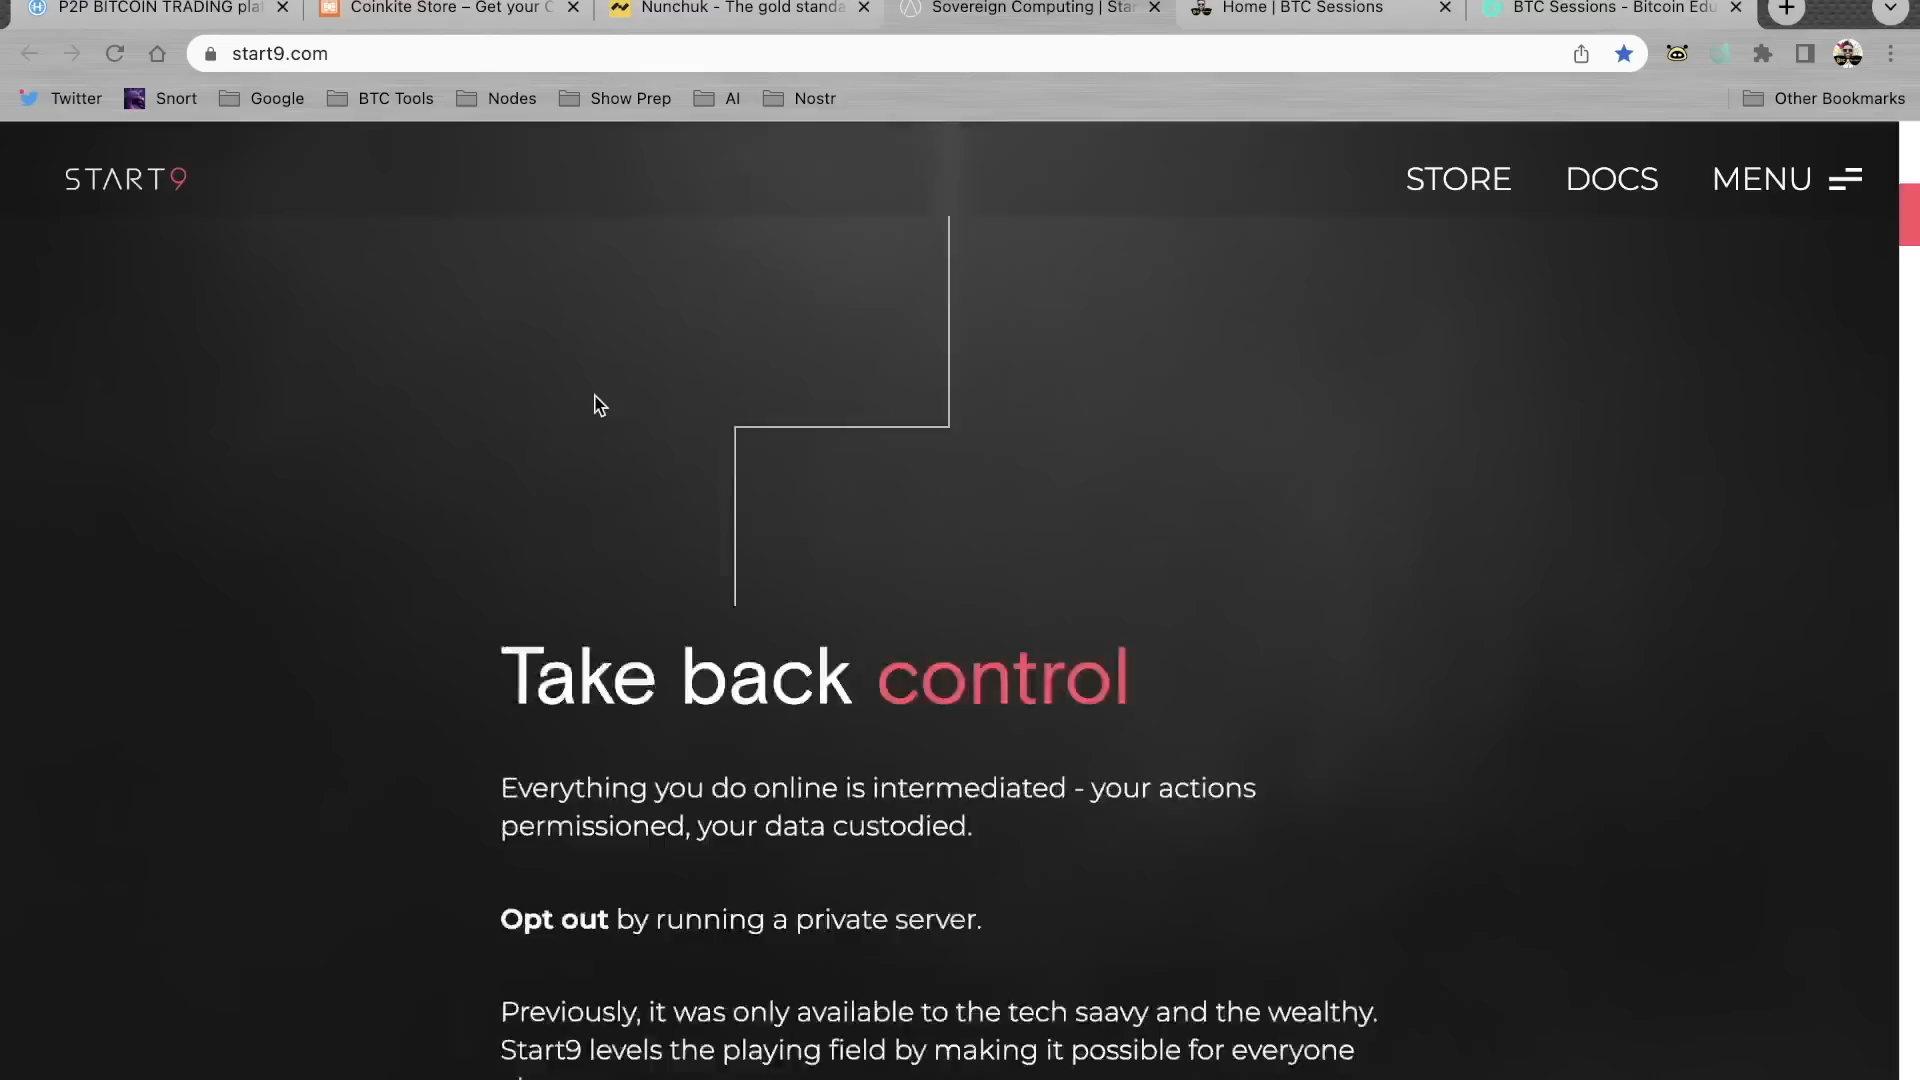 P2P BITCOIN TRADING pla
Coinkite Store – Get your C
Nunchuk - The gold standa
Sovereign Computing | Star
Home | BTC Sessions
BTC Sessions - Bitcoin Edu
start9.com
Twitter
Snort
Google
BTC Tools
Nodes
Show Prep
AI
Nostr
Other Bookmarks
START9
STORE
DOCS
MENU
Take back control
Everything you do online is intermediated - your actions
permissioned, your data custodied.
Opt out by running a private server.
Previously, it was only available to the tech saavy and the wealthy.
Start9 levels the playing field by making it possible for everyone